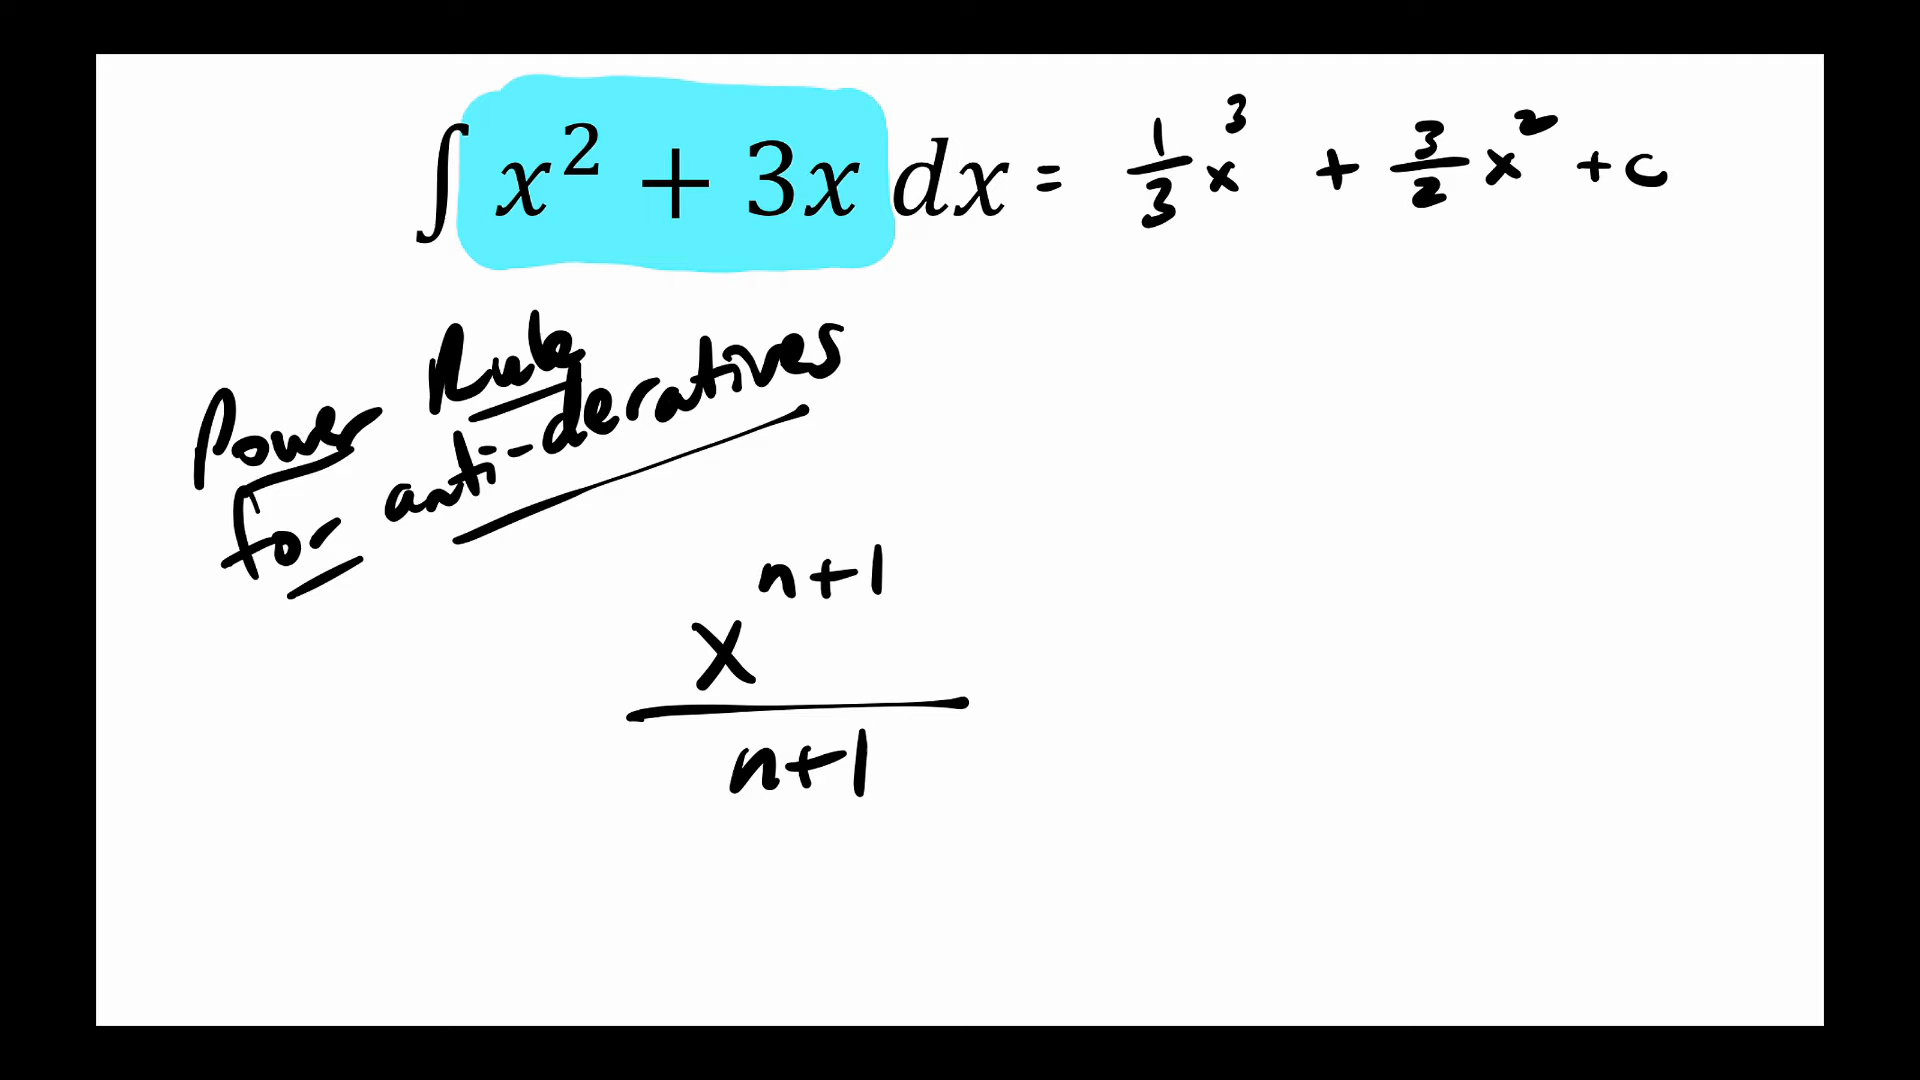 ∫ x² + 3x dx = 1/3 x³ + 3/2 x² + c
Power Rule
for anti-deratives
x^(n+1)
n+1